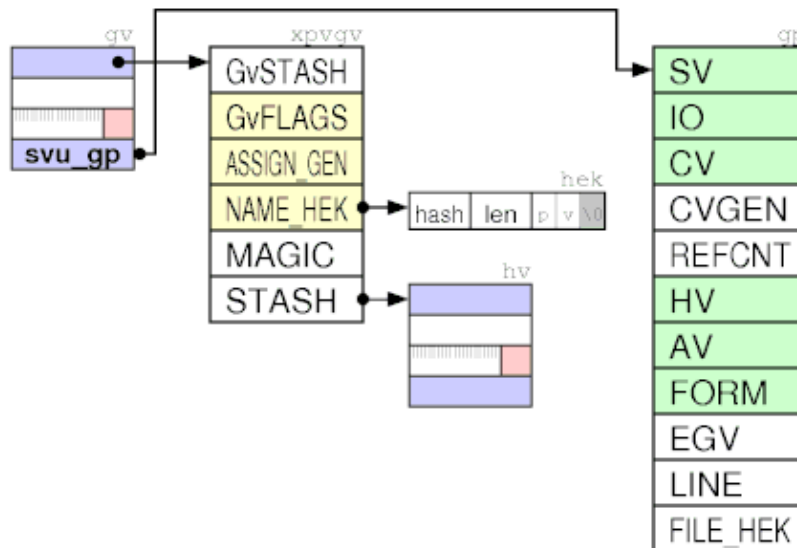 gv
svu_gp
xpvgv
GvSTASH
GvFLAGS
ASSIGN_GEN
NAME_HEK
MAGIC
STASH
hek
hash len p v \0
hv
gp
SV
IO
CV
CVGEN
REFCNT
HV
AV
FORM
EGV
LINE
FILE_HEK